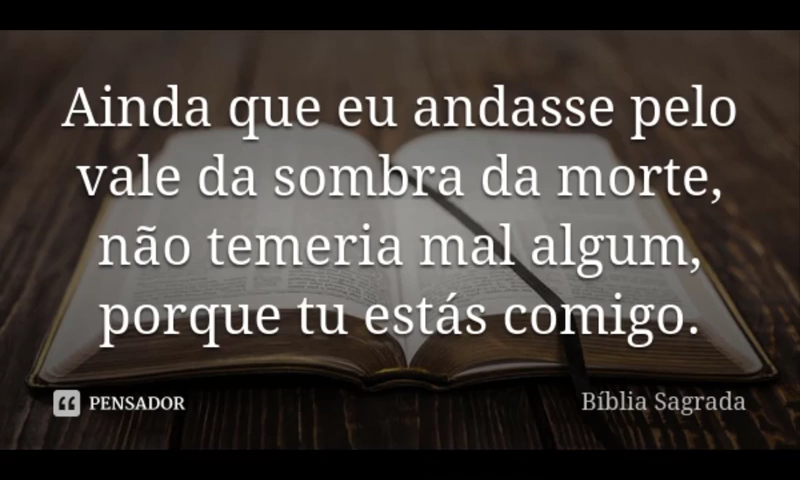 Ainda que eu andasse pelo
vale da sombra da morte,
não temeria mal algum,
porque tu estás comigo.
PENSADOR
Bíblia Sagrada